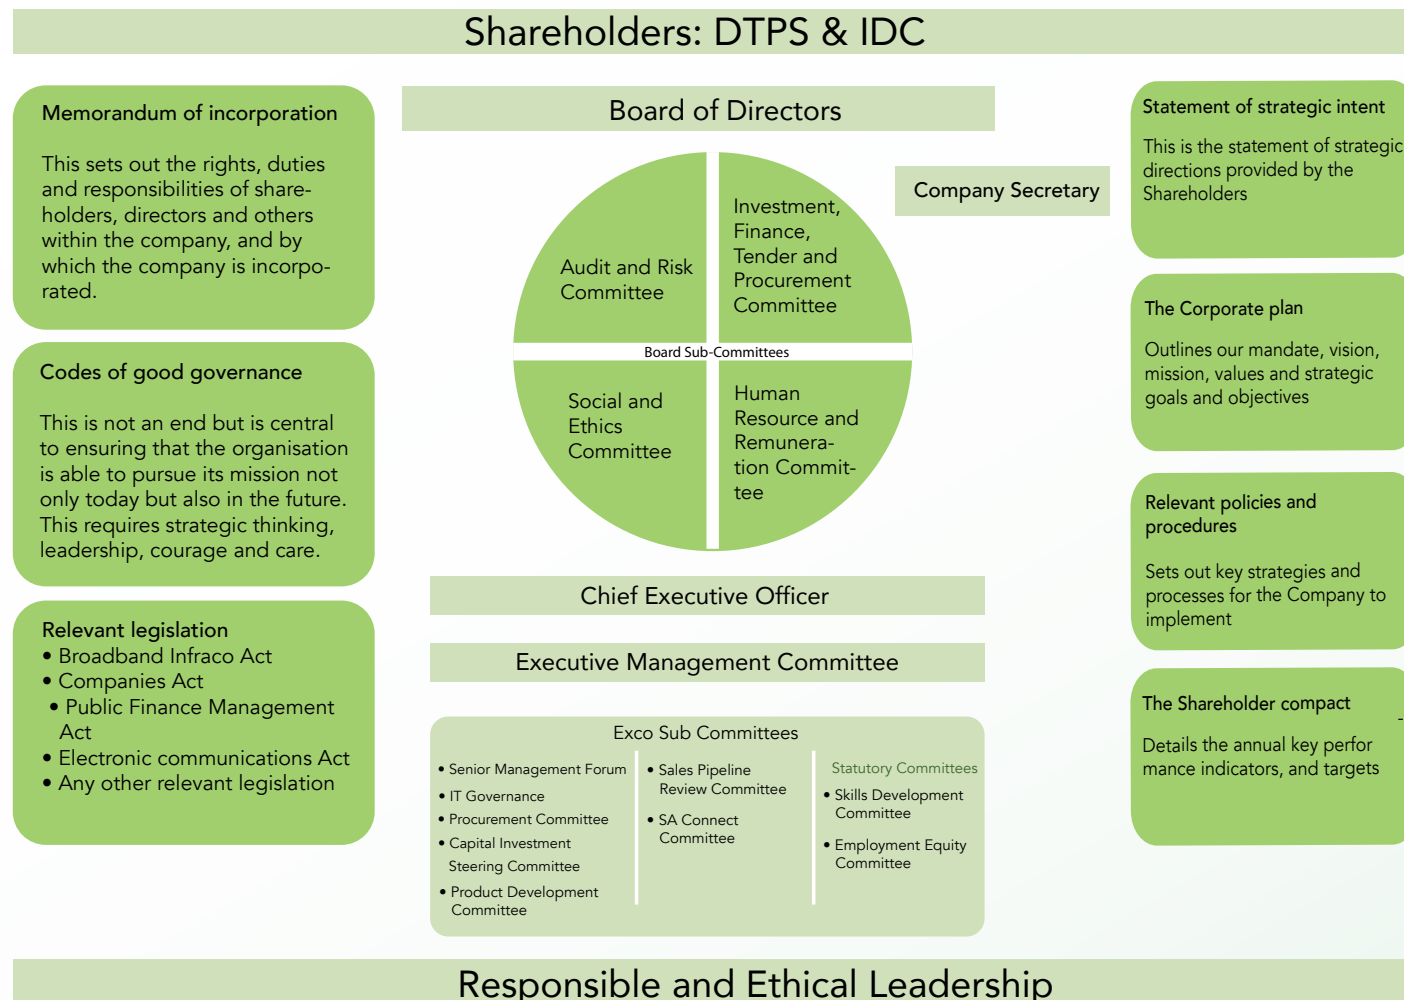 Shareholders: DTPS & IDC
Memorandum of incorporation
This sets out the rights, duties
and responsibilities of share-
holders, directors and others
within the company, and by
which the company is incorpo-
rated.
Codes of good governance
This is not an end but is central
to ensuring that the organisation
is able to pursue its mission not
only today but also in the future.
This requires strategic thinking,
leadership, courage and care.
Relevant legislation
• Broadband Infraco Act
• Companies Act
• Public Finance Management
Act
• Electronic communications Act
• Any other relevant legislation
Board of Directors
Company Secretary
Audit and Risk
Committee
Investment,
Finance,
Tender and
Procurement
Committee
Board Sub-Committees
Social and
Ethics
Committee
Human
Resource and
Remunera-
tion Commit-
tee
Chief Executive Officer
Executive Management Committee
Exco Sub Committees
• Senior Management Forum
• IT Governance
• Procurement Committee
• Capital Investment
Steering Committee
• Product Development
Committee
• Sales Pipeline
Review Committee
• SA Connect
Committee
Statutory Committees
• Skills Development
Committee
• Employment Equity
Committee
Statement of strategic intent
This is the statement of strategic
directions provided by the
Shareholders
The Corporate plan
Outlines our mandate, vision,
mission, values and strategic
goals and objectives
Relevant policies and
procedures
Sets out key strategies and
processes for the Company to
implement
The Shareholder compact
-
Details the annual key perfor
mance indicators, and targets
Responsible and Ethical Leadership